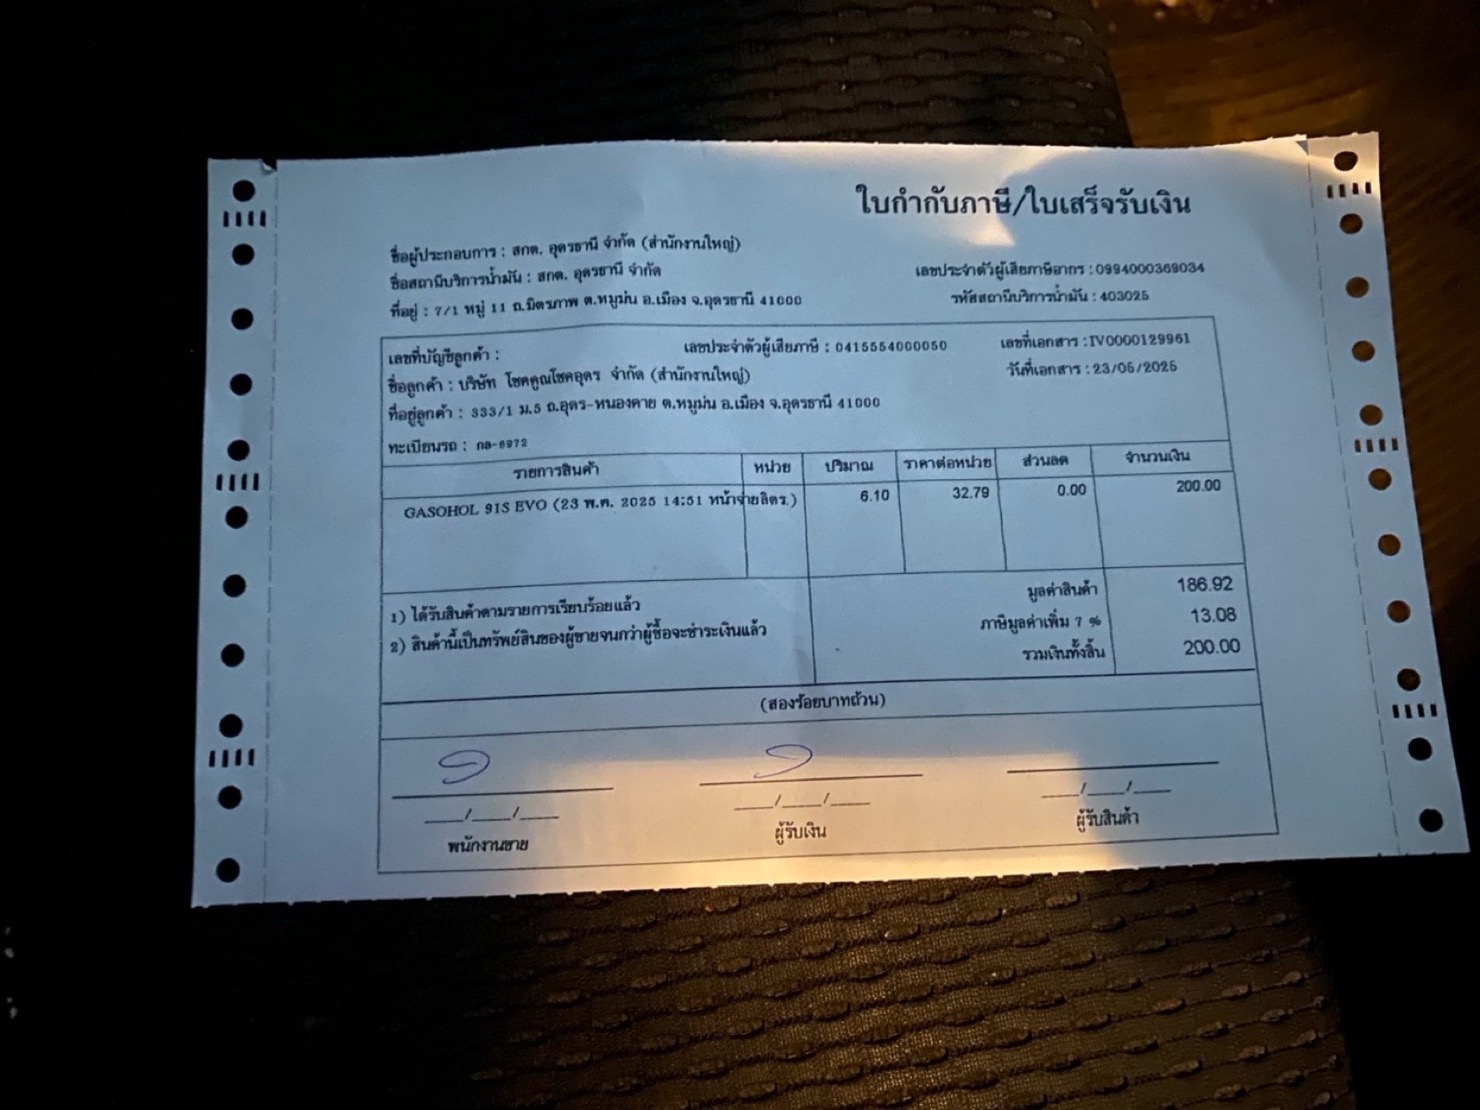 ใบกำกับภาษี/ใบเสร็จรับเงิน
ชื่อผู้ประกอบการ : สกต. อุดรธานี จำกัด (สำนักงานใหญ่)
ชื่อสถานีบริการน้ำมัน : สกต. อุดรธานี จำกัด
เลขประจำตัวผู้เสียภาษีอากร : 0994000369034
ที่อยู่ : 7/1 หมู่ 11 ถ.มิตรภาพ ต.หมูม่น อ.เมือง จ.อุดรธานี 41000
รหัสสถานีบริการน้ำมัน : 403025
เลขที่บัญชีลูกค้า : เลขประจำตัวผู้เสียภาษี : 0415554000050 เลขที่เอกสาร : IV0000129961
ชื่อลูกค้า : บริษัท โชคคูณโชคอุดร จำกัด (สำนักงานใหญ่) วันที่เอกสาร : 23/05/2025
ที่อยู่ลูกค้า : 333/1 ม.5 ถ.อุดร-หนองคาย ต.หมูม่น อ.เมือง จ.อุดรธานี 41000
ทะเบียนรถ : กล-6972
รายการสินค้า หน่วย ปริมาณ ราคาต่อหน่วย ส่วนลด จำนวนเงิน
GASOHOL 91S EVO (23 พ.ค. 2025 14:51 หน้าจ่ายลิตร.) 6.10 32.79 0.00 200.00
1) ได้รับสินค้าตามรายการเรียบร้อยแล้ว
2) สินค้านี้เป็นทรัพย์สินของผู้ขายจนกว่าผู้ซื้อจะชำระเงินแล้ว
มูลค่าสินค้า 186.92
ภาษีมูลค่าเพิ่ม 7 % 13.08
รวมเงินทั้งสิ้น 200.00
(สองร้อยบาทถ้วน)
___/___/___ ___/___/___ ___/___/___
พนักงานขาย ผู้รับเงิน ผู้รับสินค้า